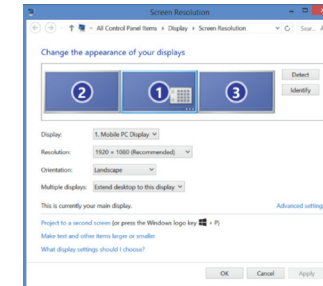 Screen Resolution
All Control Panel Items ▸ Display ▸ Screen Resolution
Sear...
Change the appearance of your displays
2
1
3
Detect
Identify
Display: 1. Mobile PC Display
Resolution: 1920 × 1080 (Recommended)
Orientation: Landscape
Multiple displays: Extend desktop to this display
This is currently your main display.
Advanced setting
Project to a second screen (or press the Windows logo key + P)
Make text and other items larger or smaller
What display settings should I choose?
OK Cancel Apply